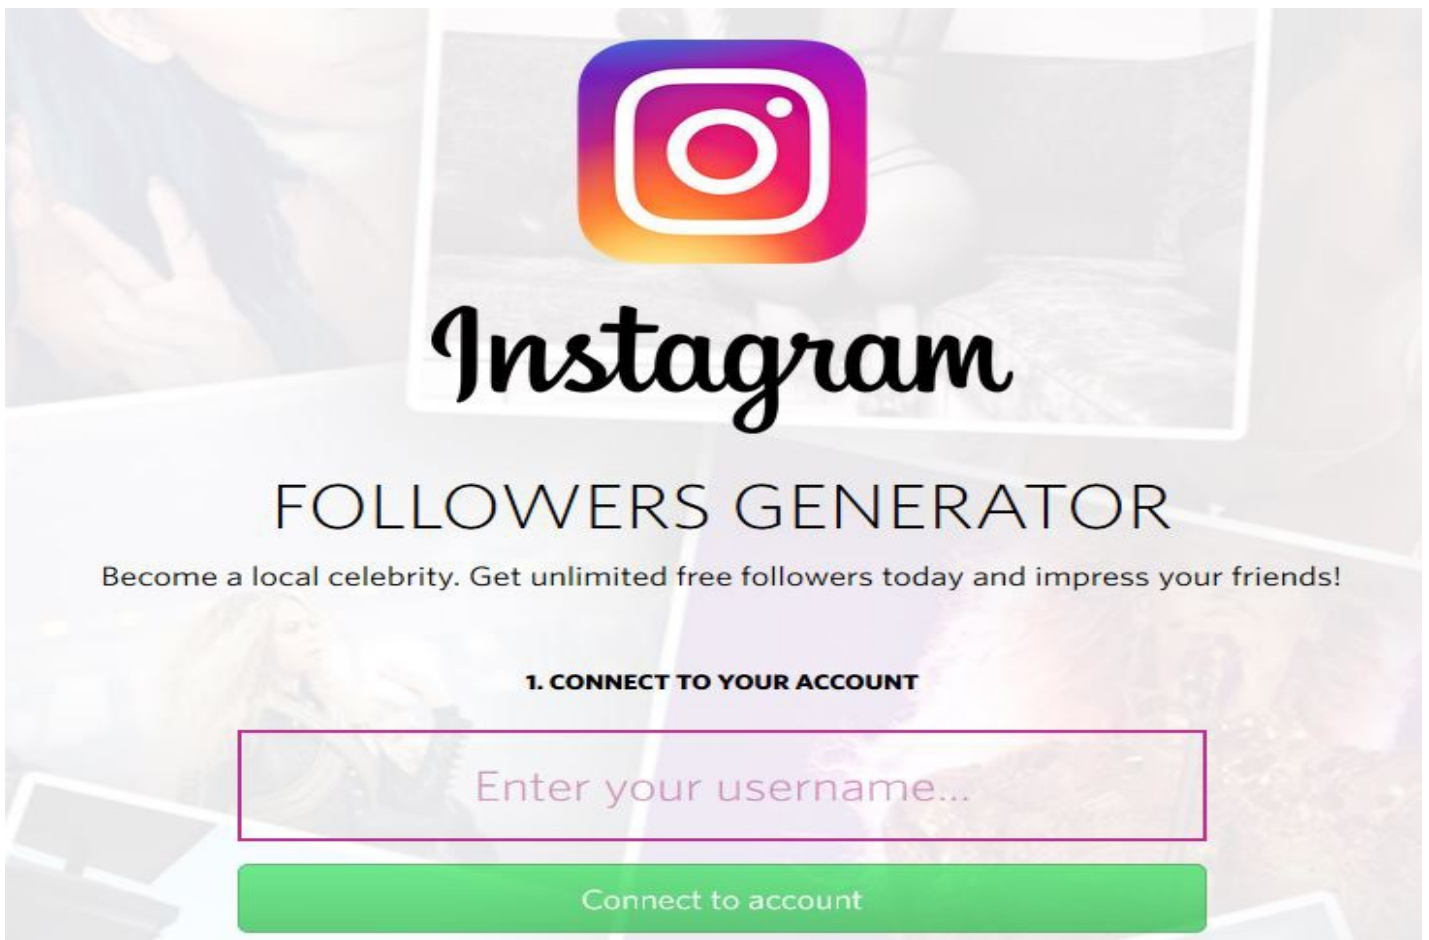 Instagram
FOLLOWERS GENERATOR
Become a local celebrity. Get unlimited free followers today and impress your friends!
1. CONNECT TO YOUR ACCOUNT
Enter your username...
Connect to account